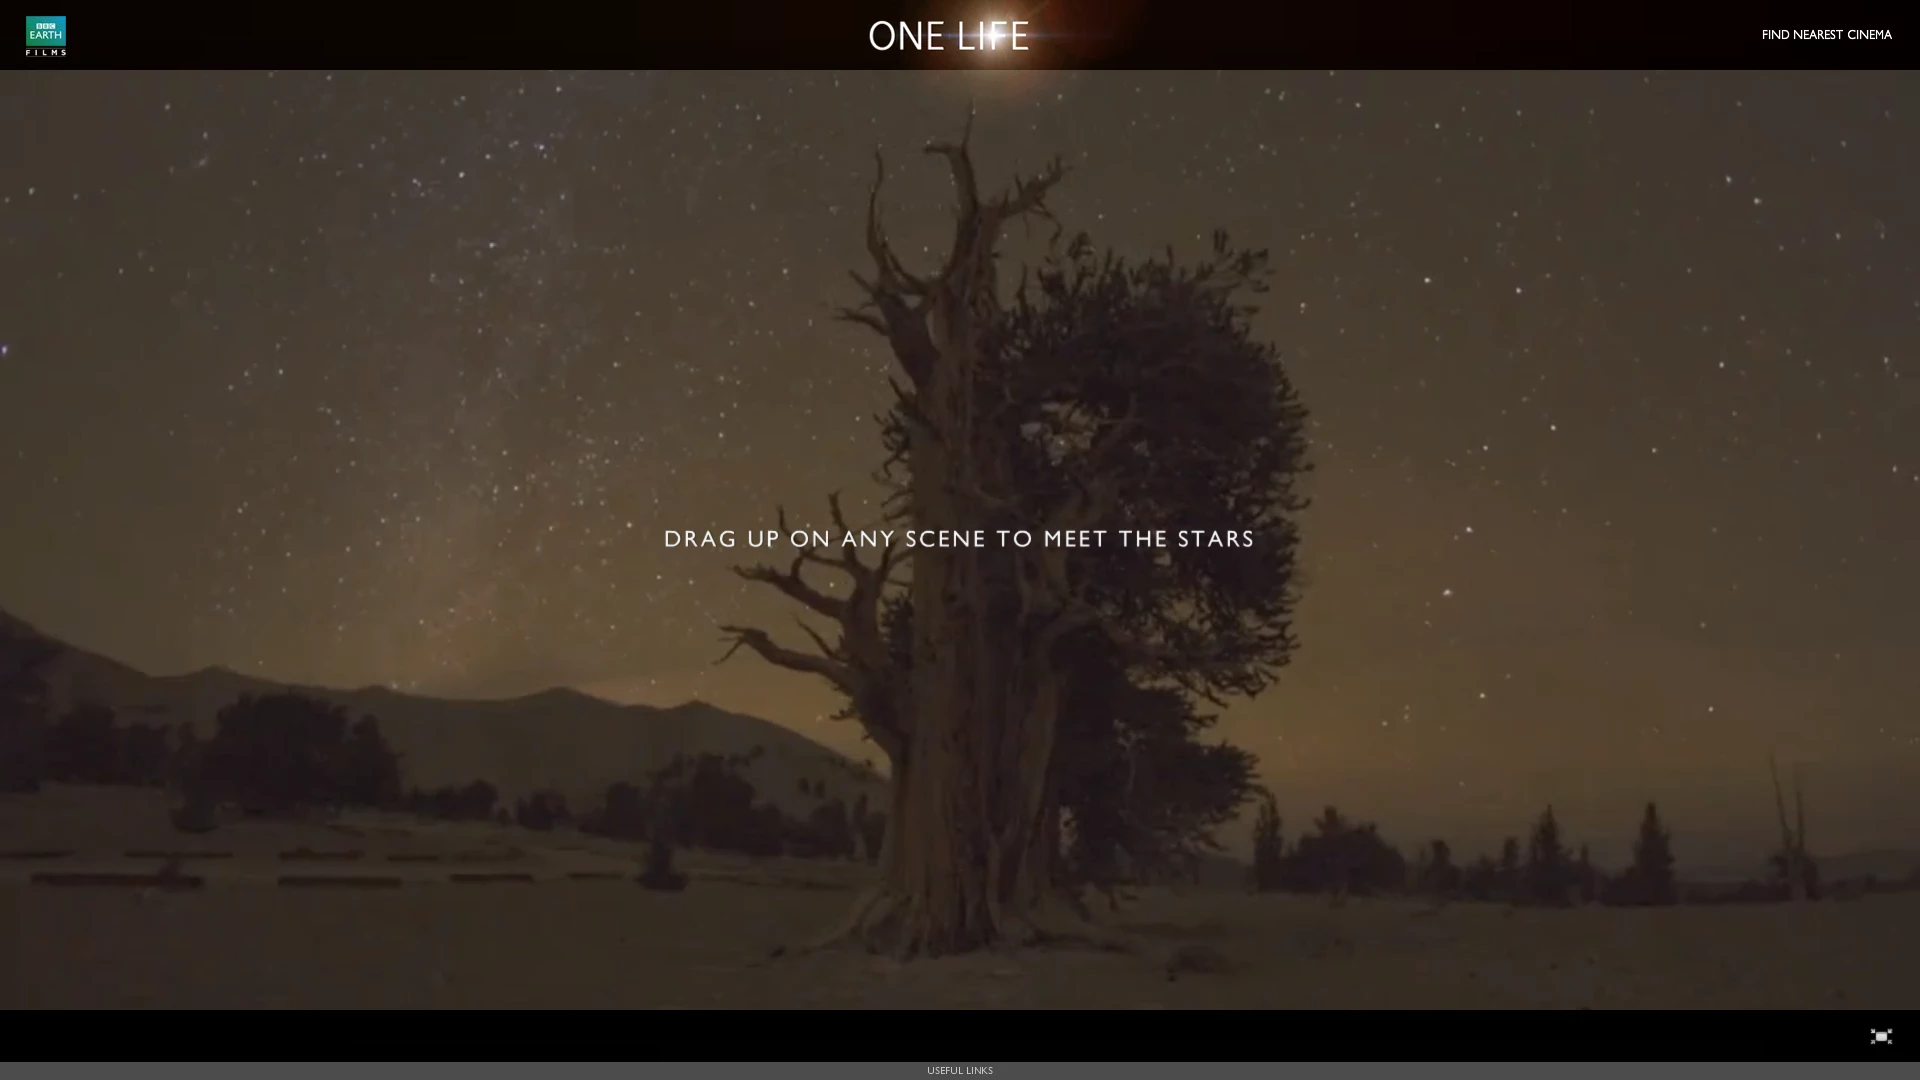 BBC
EARTH
FILMS
ONE LIFE
FIND NEAREST CINEMA
DRAG UP ON ANY SCENE TO MEET THE STARS
USEFUL LINKS